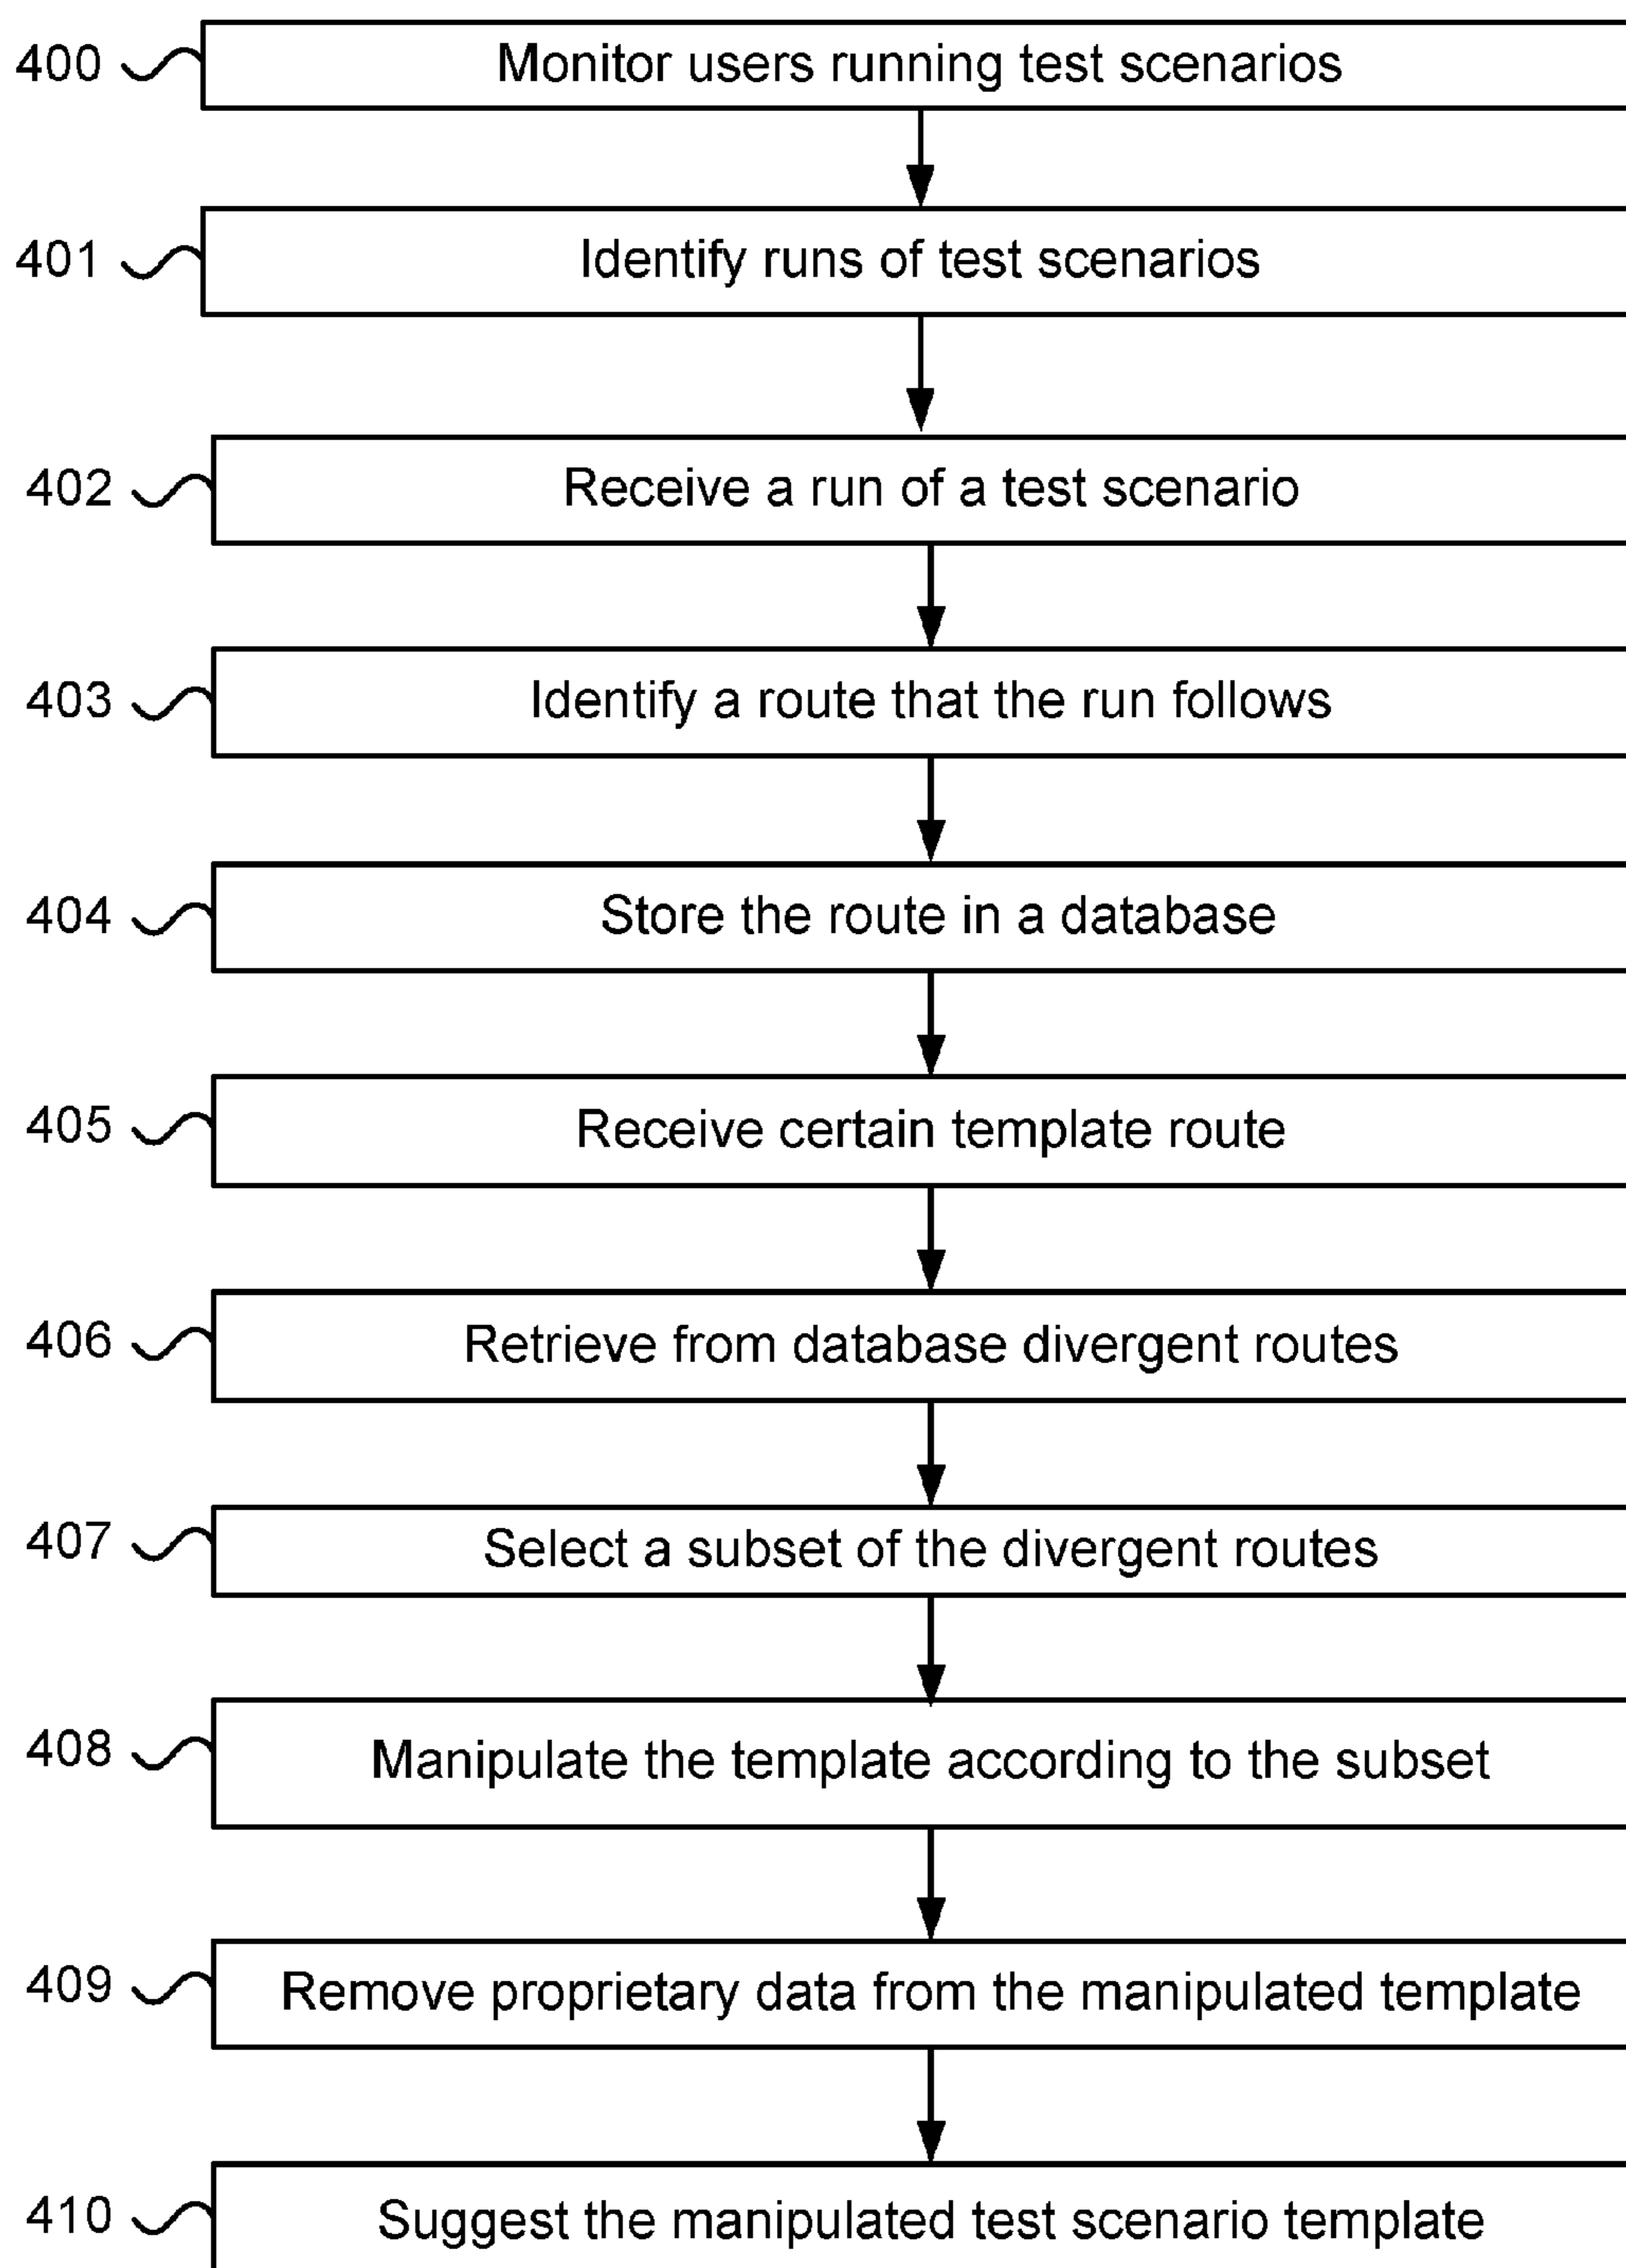 400 Monitor users running test scenarios
401 Identify runs of test scenarios
402 Receive a run of a test scenario
403 Identify a route that the run follows
404 Store the route in a database
405 Receive certain template route
406 Retrieve from database divergent routes
407 Select a subset of the divergent routes
408 Manipulate the template according to the subset
409 Remove proprietary data from the manipulated template
410 Suggest the manipulated test scenario template